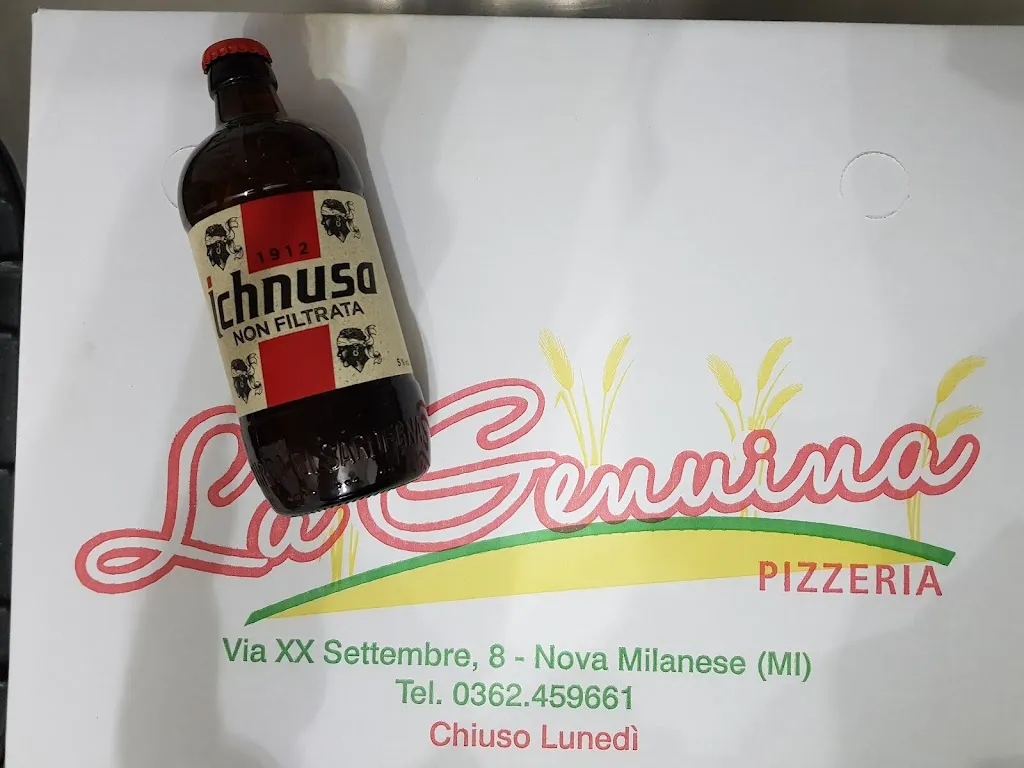 1912
ichnusa
NON FILTRATA
La Genuina
PIZZERIA
Via XX Settembre, 8 - Nova Milanese (MI)
Tel. 0362.459661
Chiuso Lunedì